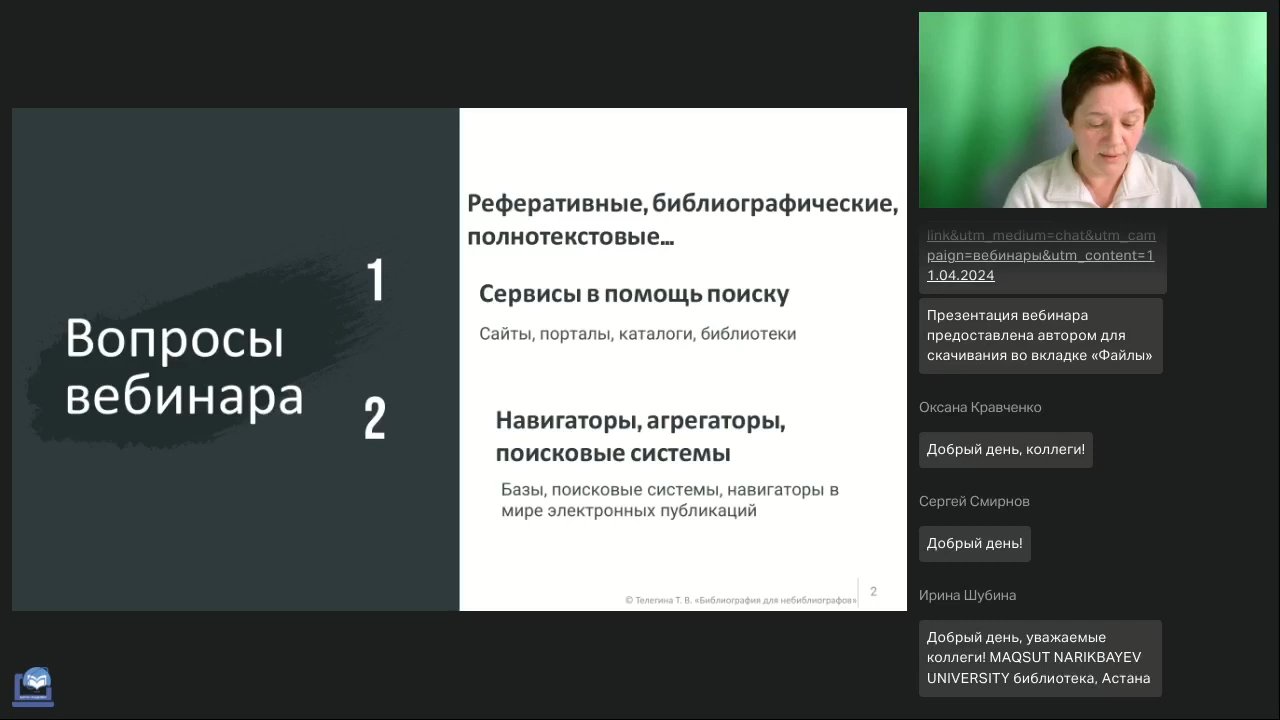 Вопросы
вебинара
1
2
Реферативные, библиографические,
полнотекстовые...
Сервисы в помощь поиску
Сайты, порталы, каталоги, библиотеки
Навигаторы, агрегаторы,
поисковые системы
Базы, поисковые системы, навигаторы в
мире электронных публикаций
© Телегина Т. В. «Библиография для небиблиографов»
2
link&utm_medium=chat&utm_cam
paign=вебинары&utm_content=1
1.04.2024
Презентация вебинара
предоставлена автором для
скачивания во вкладке «Файлы»
Оксана Кравченко
Добрый день, коллеги!
Сергей Смирнов
Добрый день!
Ирина Шубина
Добрый день, уважаемые
коллеги! MAQSUT NARIKBAYEV
UNIVERSITY библиотека, Астана